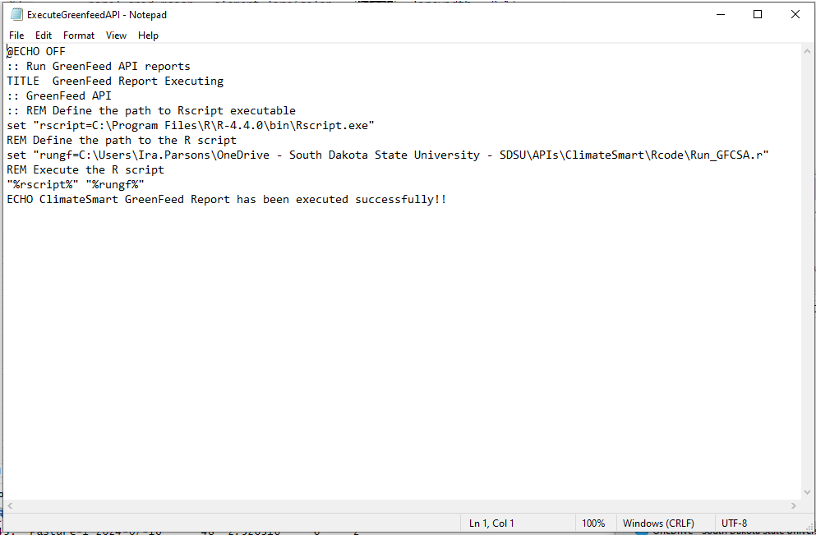 ExecuteGreenfeedAPI - Notepad
File Edit Format View Help
@ECHO OFF
:: Run GreenFeed API reports
TITLE  GreenFeed Report Executing
:: GreenFeed API
:: REM Define the path to Rscript executable
set "rscript=C:\Program Files\R\R-4.4.0\bin\Rscript.exe"
REM Define the path to the R script
set "rungf=C:\Users\Ira.Parsons\OneDrive - South Dakota State University - SDSU\APIs\ClimateSmart\Rcode\Run_GFCSA.r"
REM Execute the R script
"%rscript%" "%rungf%"
ECHO ClimateSmart GreenFeed Report has been executed successfully!!
Ln 1, Col 1 100% Windows (CRLF) UTF-8